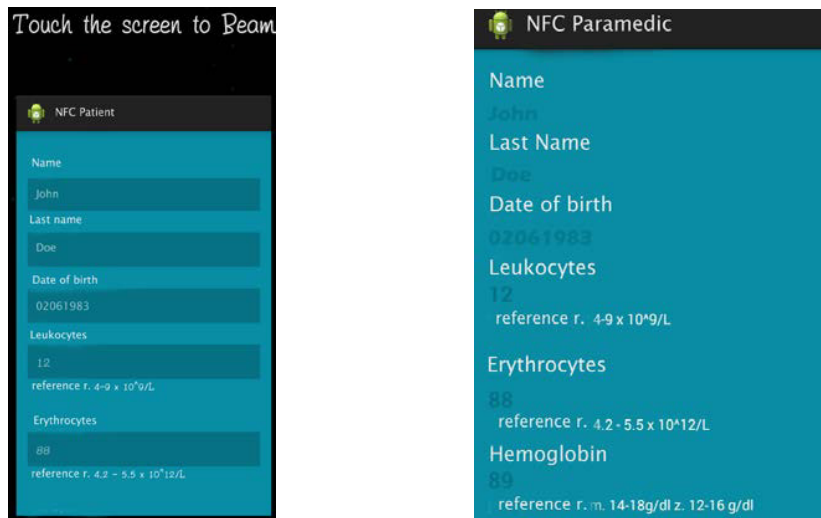 Touch the screen to Beam
NFC Patient
Name
John
Last name
Doe
Date of birth
02061983
Leukocytes
12
reference r. 4-9 x 10^9/L
Erythrocytes
88
reference r. 4.2 - 5.5 x 10^12/L
NFC Paramedic
Name
John
Last Name
Doe
Date of birth
02061983
Leukocytes
12
reference r. 4-9 x 10^9/L
Erythrocytes
88
reference r. 4.2 - 5.5 x 10^12/L
Hemoglobin
89
reference r. m. 14-18g/dl z. 12-16 g/dl